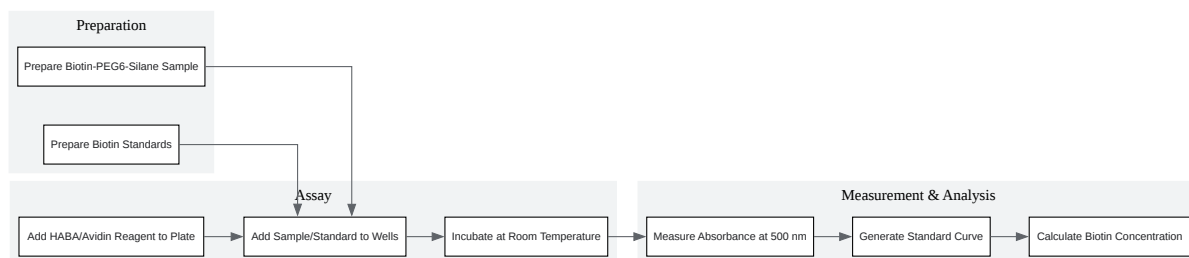 Preparation
Prepare Biotin-PEG6-Silane Sample
Prepare Biotin Standards
Assay
Add HABA/Avidin Reagent to Plate
Add Sample/Standard to Wells
Incubate at Room Temperature
Measurement & Analysis
Measure Absorbance at 500 nm
Generate Standard Curve
Calculate Biotin Concentration